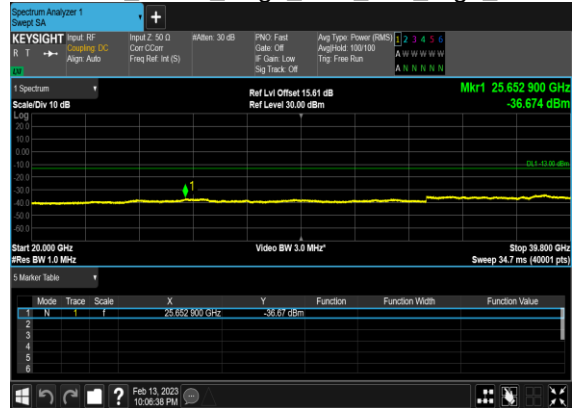 Spectrum Analyzer 1
Swept SA
+
KEYSIGHT Input: RF Input Z: 50 Ω #Atten: 30 dB PNO: Fast Avg Type: Power (RMS) 1 2 3 4 5 6
R T Coupling: DC Corr CCorr Gate: Off Avg|Hold: 100/100 A W W W W W
Align: Auto Freq Ref: Int (S) IF Gain: Low Trig: Free Run
Sig Track: Off A N N N N N
1 Spectrum
Ref Lvl Offset 15.61 dB Mkr1 25.652 900 GHz
Scale/Div 10 dB Ref Level 30.00 dBm -36.674 dBm
Log
20.0
10.0
0.00
-10.0
DL1 -13.00 dBm
-20.0
-30.0
1
-40.0
-50.0
-60.0
Start 20.000 GHz Video BW 3.0 MHz* Stop 39.800 GHz
#Res BW 1.0 MHz Sweep 34.7 ms (40001 pts)
5 Marker Table
Mode Trace Scale X Y Function Function Width Function Value
1 N 1 f 25.652 900 GHz -36.67 dBm
2
3
4
5
6
? Feb 13, 2023
10:06:38 PM